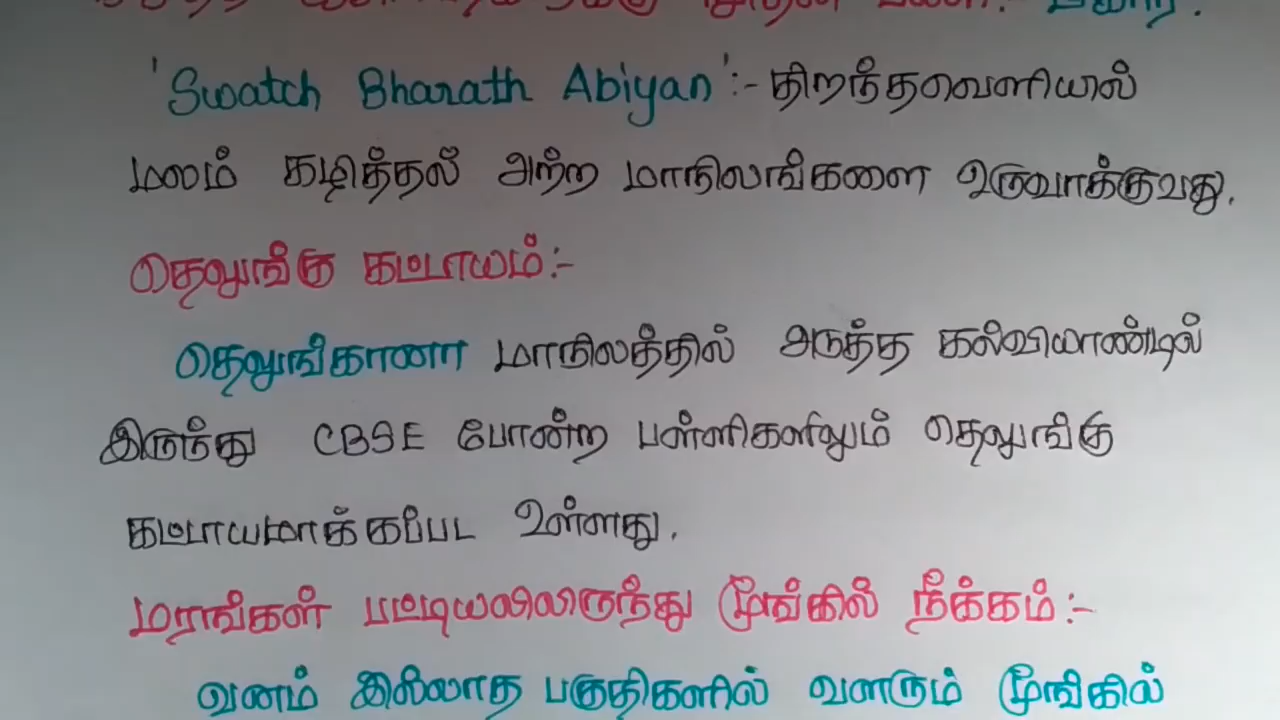 'Swatch Bharath Abiyan' :- திறந்தவெளியில்
மலம் கழித்தல் அற்ற மாநிலங்களை உருவாக்குவது.
தெலுங்கு கட்டாயம் :-
தெலுங்கானா மாநிலத்தில் அடுத்த கல்வியாண்டில்
இருந்து CBSE போன்ற பள்ளிகளிலும் தெலுங்கு
கட்டாயமாக்கப்பட உள்ளது.
மரங்கள் பட்டியலிலிருந்து மூங்கில் நீக்கம் :-
வனம் இல்லாத பகுதிகளில் வளரும் மூங்கில்